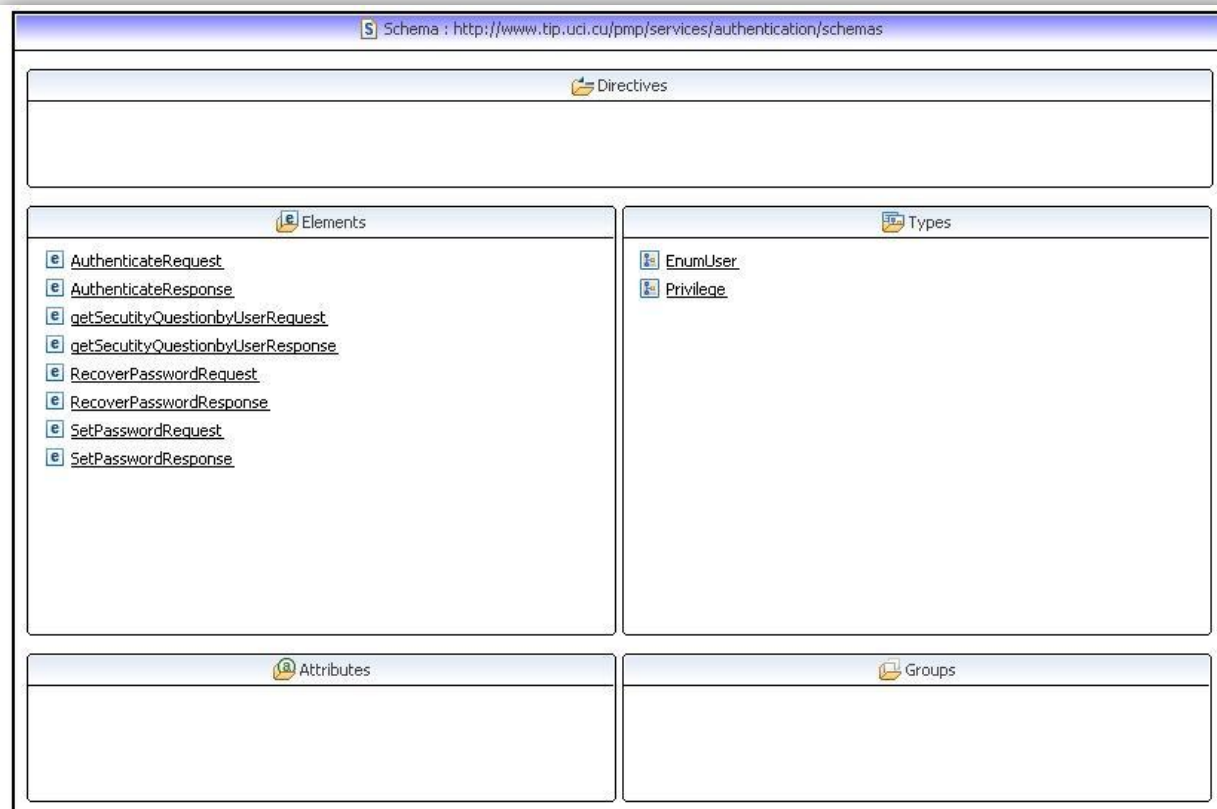 Schema : http://www.tip.uci.cu/pmp/services/authentication/schemas
Directives
Elements
AuthenticateRequest
AuthenticateResponse
getSecutityQuestionbyUserRequest
getSecutityQuestionbyUserResponse
RecoverPasswordRequest
RecoverPasswordResponse
SetPasswordRequest
SetPasswordResponse
Types
EnumUser
Privilege
Attributes
Groups